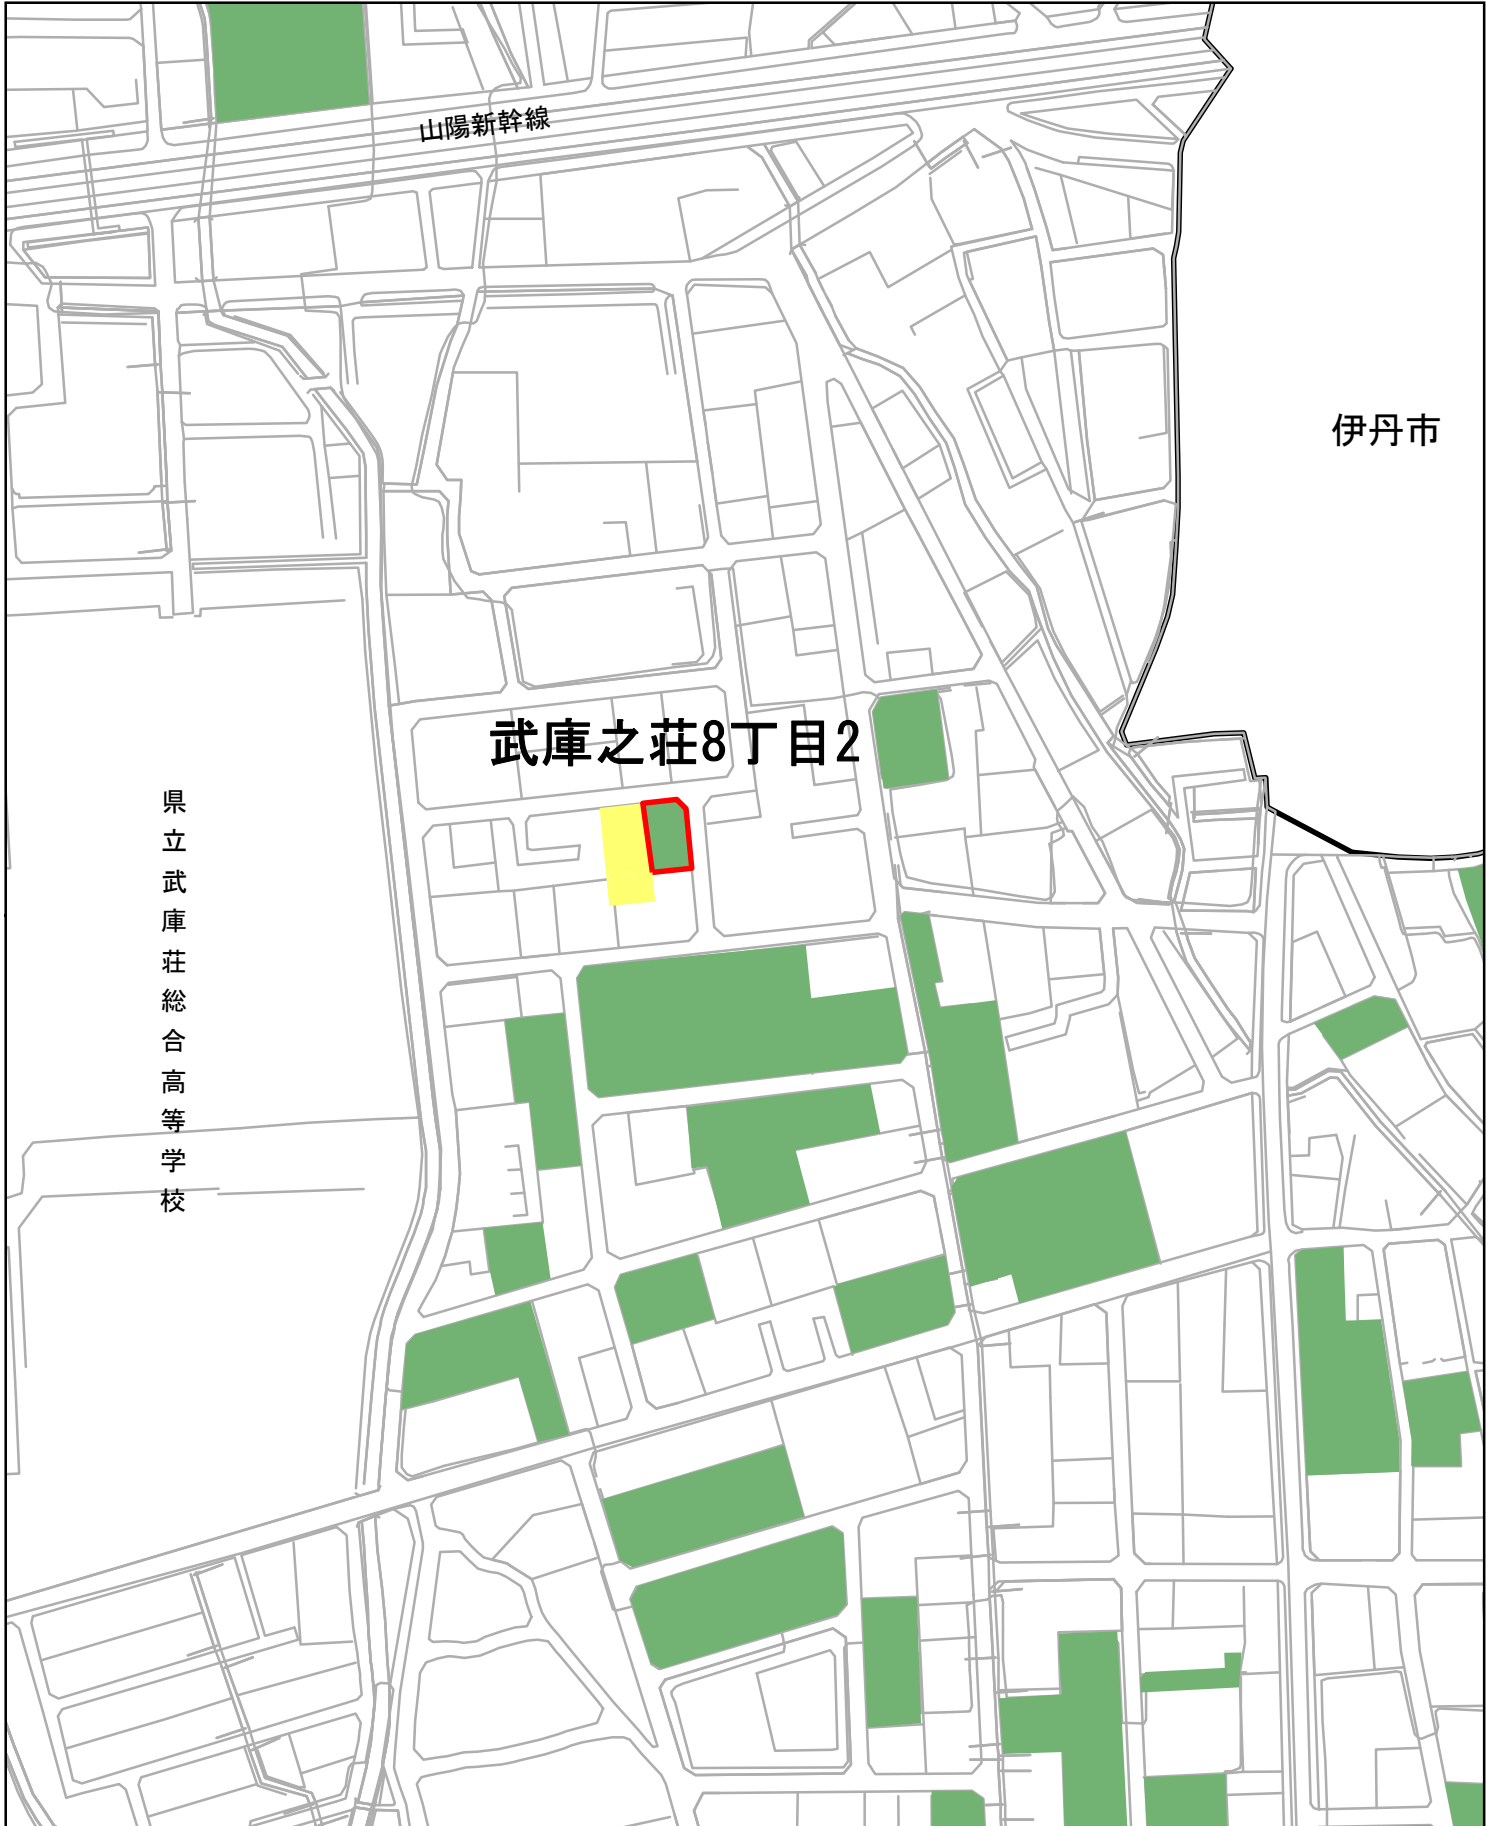 山陽新幹線
伊丹市
武庫之荘8丁目2
県立武庫荘総合高等学校